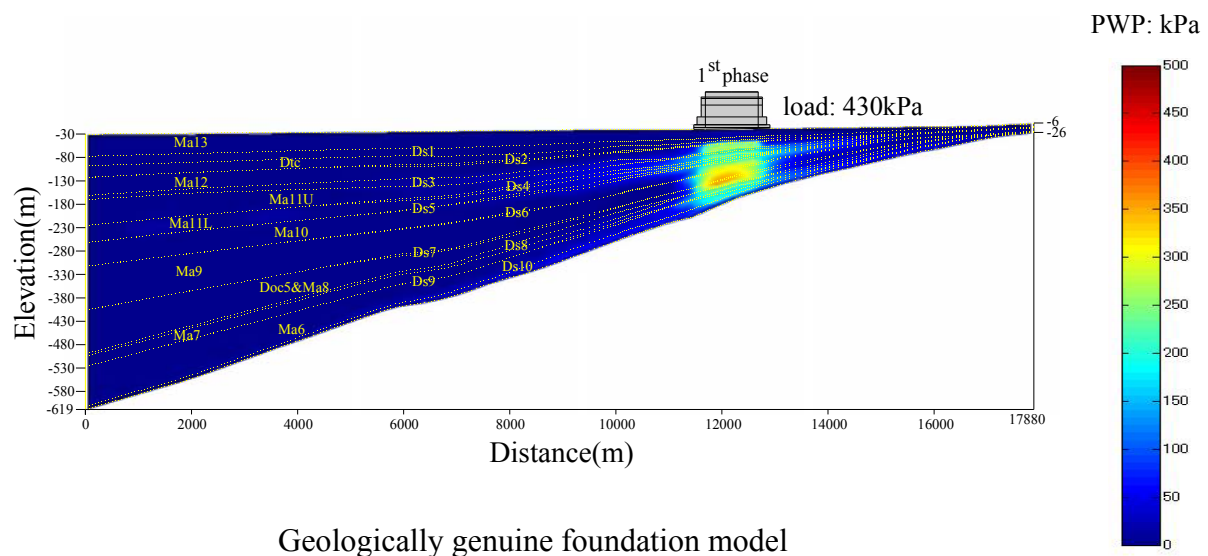 PWP: kPa
1st phase
load: 430kPa
500
450
400
350
300
250
200
150
100
50
0
-6
-26
Elevation(m)
-30
-80
-130
-180
-230
-280
-330
-380
-430
-480
-530
-580
-619
Ma13
Ds1
Dtc
Ds2
Ma12
Ds3
Ds4
Ma11U
Ds5
Ma11L
Ds6
Ma10
Ds7
Ds8
Ma9
Ds10
Doc5&Ma8
Ds9
Ma7
Ma6
0 2000 4000 6000 8000 10000 12000 14000 16000 17880
Distance(m)
Geologically genuine foundation model